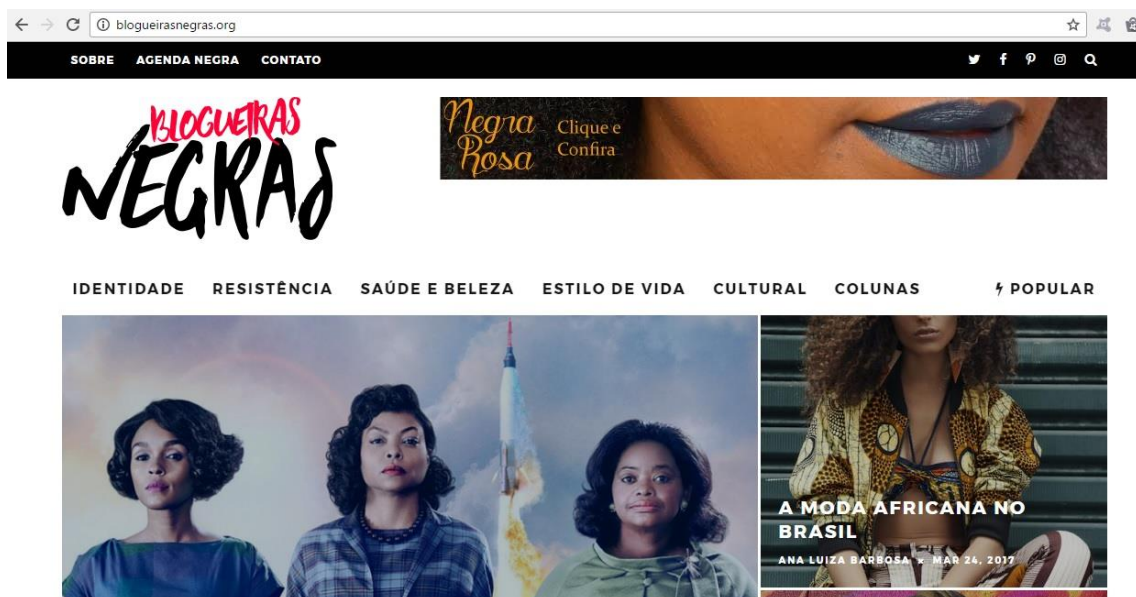 blogueirasnegras.org
SOBRE AGENDA NEGRA CONTATO
BLOGUEIRAS
NEGRAS
Negra
Rosa
Clique e
Confira
IDENTIDADE RESISTÊNCIA SAÚDE E BELEZA ESTILO DE VIDA CULTURAL COLUNAS POPULAR
A MODA AFRICANA NO
BRASIL
ANA LUIZA BARBOSA x MAR 24, 2017